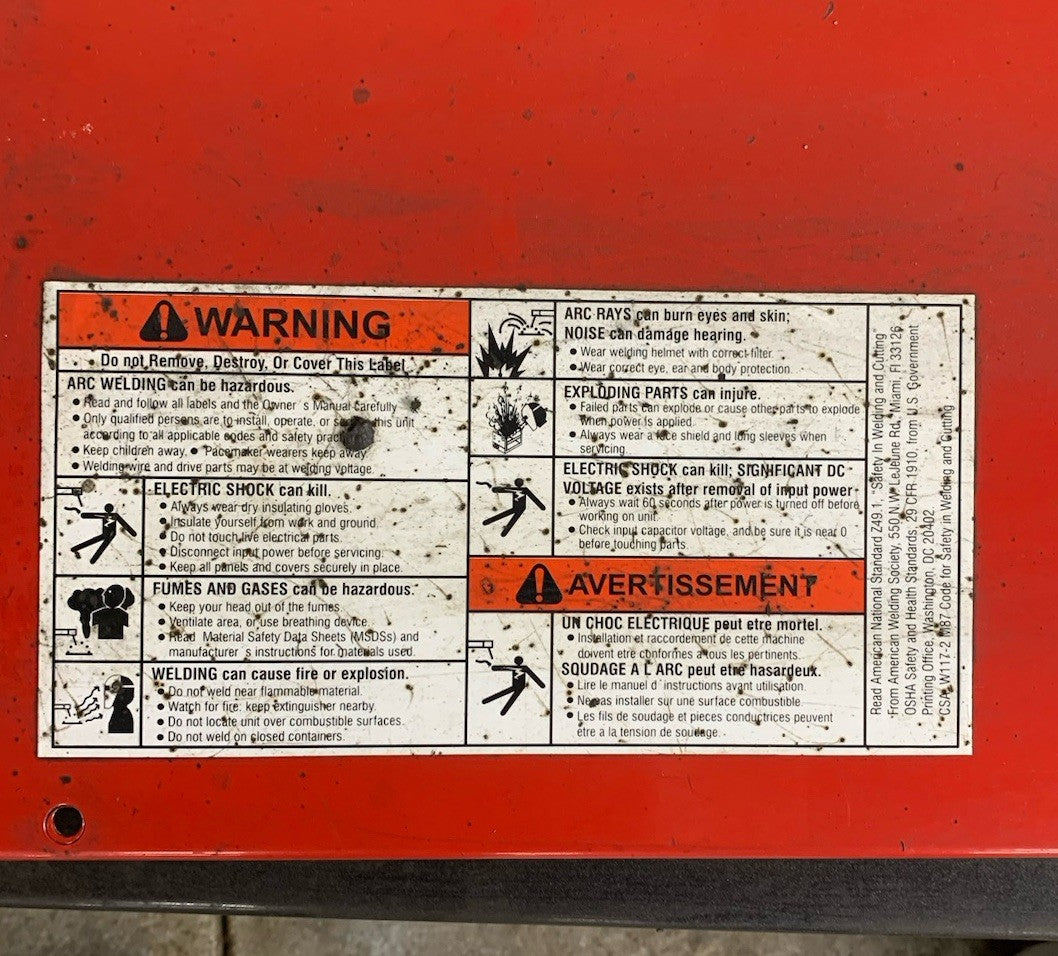 WARNING
Do not Remove, Destroy, Or Cover This Label
ARC WELDING can be hazardous.
• Read and follow all labels and the Owner s Manual carefully
• Only qualified persons are to install, operate, or this unit
according to all applicable codes and safety
• Keep children away. • Pacemaker wearers keep away
• Welding wire and drive parts may be at welding voltage.
ELECTRIC SHOCK can kill.
• Always wear dry insulating gloves.
• Insulate yourself from work and ground.
• Do not touch live electrical parts.
• Disconnect input power before servicing.
• Keep all panels and covers securely in place.
FUMES AND GASES can be hazardous.
• Keep your head out of the fumes.
• Ventilate area, or use breathing device.
• Read Material Safety Data Sheets (MSDSs) and
manufacturer s instructions for materials used.
WELDING can cause fire or explosion.
• Do not weld near flammable material.
• Watch for fire: keep extinguisher nearby.
• Do not locate unit over combustible surfaces.
• Do not weld on closed containers.
ARC RAYS can burn eyes and skin;
NOISE can damage hearing.
• Wear welding helmet with correct filter.
• Wear correct eye, ear and body protection.
EXPLODING PARTS can injure.
• Failed parts can explode or cause other parts to explode
when power is applied.
• Always wear a face shield and long sleeves when
servicing.
ELECTRIC SHOCK can kill; SIGNIFICANT DC
VOLTAGE exists after removal of input power
• Always wait 60 seconds after power is turned off before
working on unit.
• Check input capacitor voltage, and be sure it is near 0
before touching parts.
AVERTISSEMENT
UN CHOC ELECTRIQUE peut etre mortel.
• Installation et raccordement de cette machine
doivent etre conformes a tous les pertinents.
SOUDAGE A L ARC peut etre hasardeux.
• Lire le manuel d' instructions avant utilisation.
• Ne pas installer sur une surface combustible.
• Les fils de soudage et pieces conductrices peuvent
être a la tension de soudage.
Read American National Standard Z49.1, "Safety In Welding and Cutting"
From American Welding Society, 550 N.W. LeJeune Rd, Miami, Fl 33126
OSHA Safety and Health Standards, 29 CFR 1910, from U.S. Government
Printing Office, Washington, DC 20402
CSA, W117-2 M87 Code for Safety in Welding and Cutting